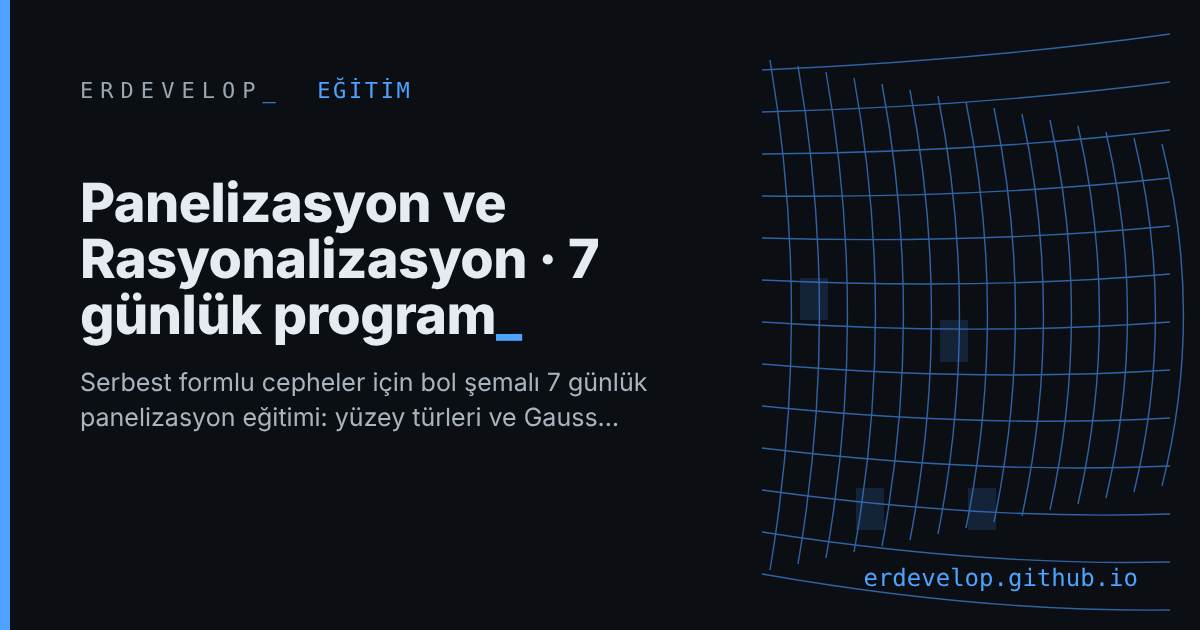 ERDEVELOP_ EĞİTİM
Panelizasyon ve
Rasyonalizasyon · 7
günlük program_
Serbest formlu cepheler için bol şemalı 7 günlük
panelizasyon eğitimi: yüzey türleri ve Gauss...
erdevelop.github.io